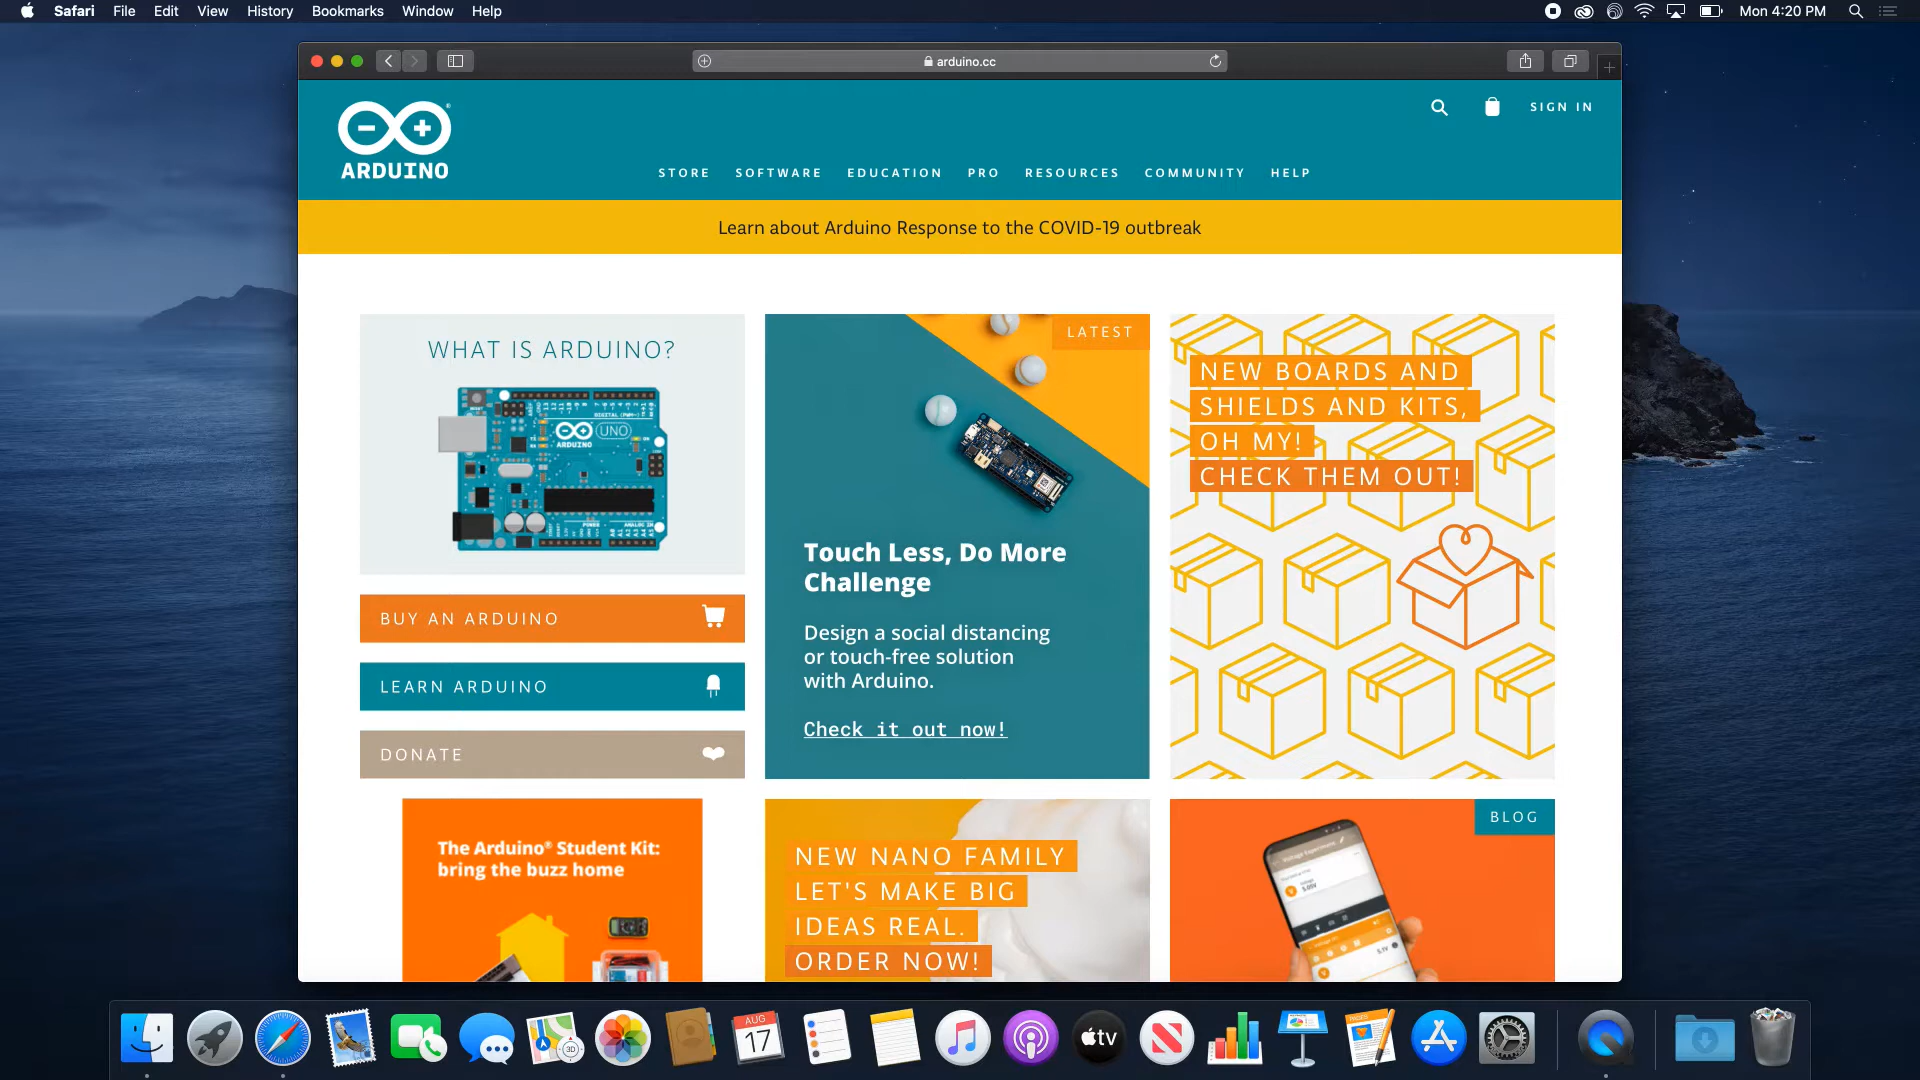 Safari File Edit View History Bookmarks Window Help
Mon 4:20 PM
arduino.cc
SIGN IN
ARDUINO
STORE SOFTWARE EDUCATION PRO RESOURCES COMMUNITY HELP
Learn about Arduino Response to the COVID-19 outbreak
WHAT IS ARDUINO?
UNO
ARDUINO
BUY AN ARDUINO
LEARN ARDUINO
DONATE
LATEST
Touch Less, Do More
Challenge
Design a social distancing
or touch-free solution
with Arduino.
Check it out now!
NEW BOARDS AND
SHIELDS AND KITS,
OH MY!
CHECK THEM OUT!
The Arduino® Student Kit:
bring the buzz home
NEW NANO FAMILY
LET'S MAKE BIG
IDEAS REAL.
ORDER NOW!
BLOG
AUG
17
3D
tv